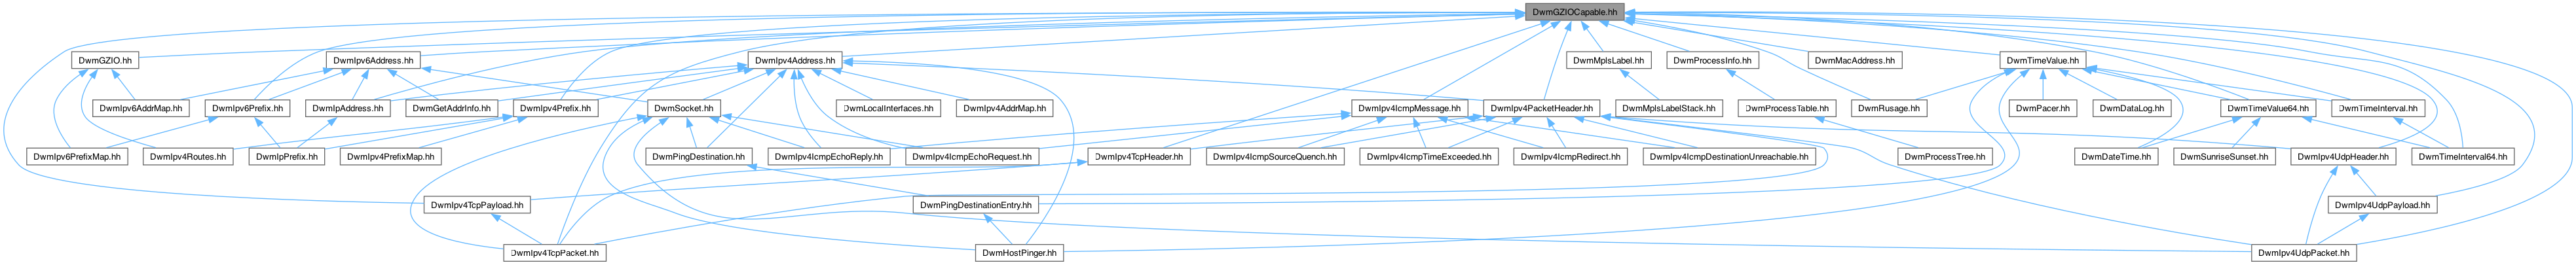 DwmGZIOCapable.hh
DwmGZIO.hh
DwmIpv6Address.hh
DwmIpv4Address.hh
DwmMplsLabel.hh
DwmProcessInfo.hh
DwmMacAddress.hh
DwmTimeValue.hh
DwmIpv6AddrMap.hh
DwmIpv6Prefix.hh
DwmIpAddress.hh
DwmGetAddrInfo.hh
DwmIpv4Prefix.hh
DwmSocket.hh
DwmLocalInterfaces.hh
DwmIpv4AddrMap.hh
DwmIpv4IcmpMessage.hh
DwmIpv4PacketHeader.hh
DwmMplsLabelStack.hh
DwmProcessTable.hh
DwmRusage.hh
DwmPacer.hh
DwmDataLog.hh
DwmTimeValue64.hh
DwmTimeInterval.hh
DwmIpv6PrefixMap.hh
DwmIpv4Routes.hh
DwmIpPrefix.hh
DwmIpv4PrefixMap.hh
DwmPingDestination.hh
DwmIpv4IcmpEchoReply.hh
DwmIpv4IcmpEchoRequest.hh
DwmIpv4TcpHeader.hh
DwmIpv4IcmpSourceQuench.hh
DwmIpv4IcmpTimeExceeded.hh
DwmIpv4IcmpRedirect.hh
DwmIpv4IcmpDestinationUnreachable.hh
DwmProcessTree.hh
DwmDateTime.hh
DwmSunriseSunset.hh
DwmIpv4UdpHeader.hh
DwmTimeInterval64.hh
DwmIpv4TcpPayload.hh
DwmPingDestinationEntry.hh
DwmIpv4UdpPayload.hh
DwmIpv4TcpPacket.hh
DwmHostPinger.hh
DwmIpv4UdpPacket.hh